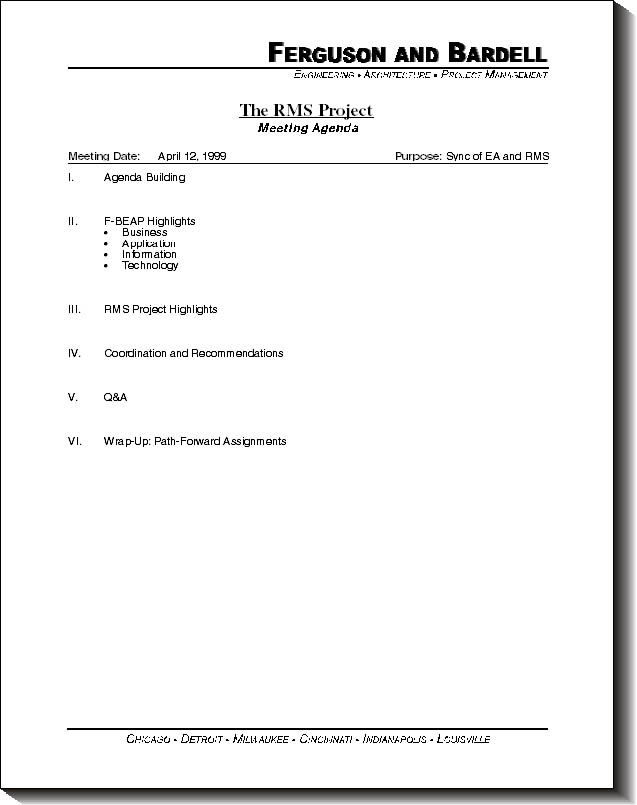 FERGUSON AND BARDELL
ENGINEERING • ARCHITECTURE • PROJECT MANAGEMENT
The RMS Project
Meeting Agenda
Meeting Date: April 12, 1999 Purpose: Sync of EA and RMS
I. Agenda Building
II. F-BEAP Highlights
• Business
• Application
• Information
• Technology
III. RMS Project Highlights
IV. Coordination and Recommendations
V. Q&A
VI. Wrap-Up: Path-Forward Assignments
CHICAGO • DETROIT • MILWAUKEE • CINCINNATI • INDIANAPOLIS • LOUISVILLE